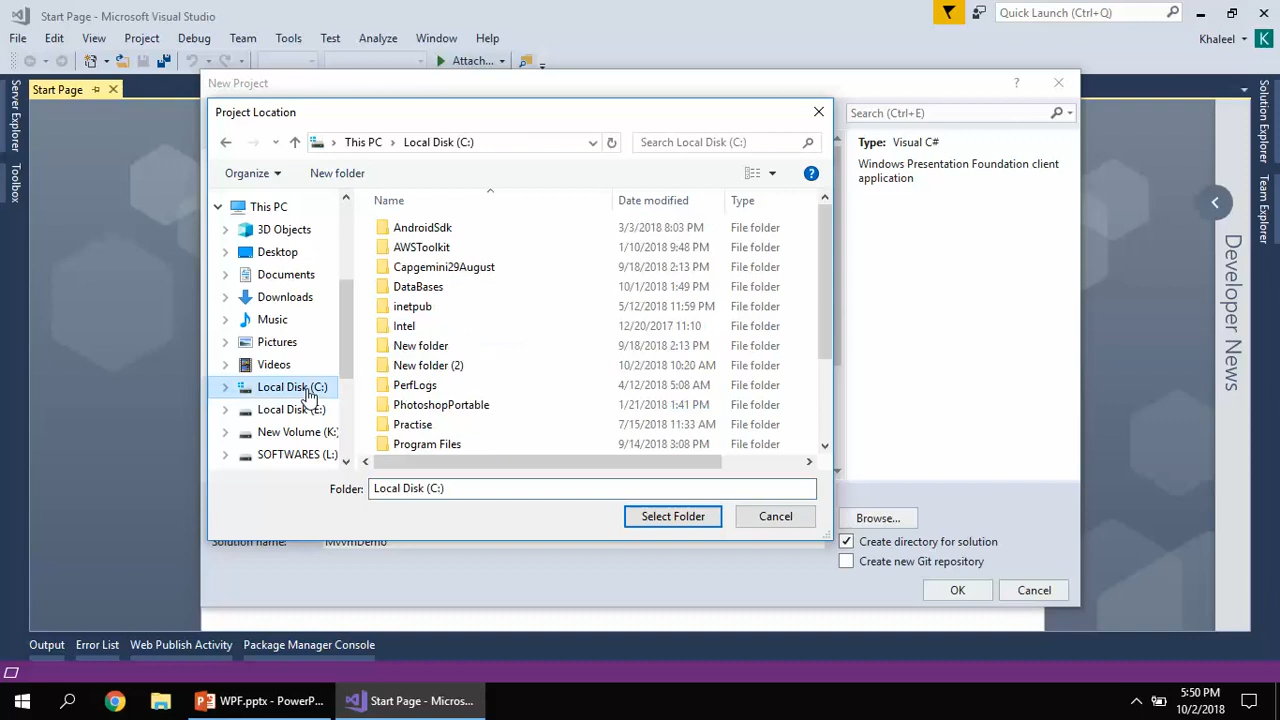 Start Page - Microsoft Visual Studio
Quick Launch (Ctrl+Q)
File Edit View Project Debug Team Tools Test Analyze Window Help
Khaleel K
Attach...
Start Page
Server Explorer
Toolbox
Solution Explorer
Team Explorer
Developer News
New Project
?
Project Location
Search (Ctrl+E)
This PC Local Disk (C:)
Search Local Disk (C:)
Type: Visual C#
Windows Presentation Foundation client
application
Organize New folder
?
This PC
3D Objects
Desktop
Documents
Downloads
Music
Pictures
Videos
Local Disk (C:)
Local Disk (E:)
New Volume (K:)
SOFTWARES (L:)
Name Date modified Type
AndroidSdk 3/3/2018 8:03 PM File folder
AWSToolkit 1/10/2018 9:48 PM File folder
Capgemini29August 9/18/2018 2:13 PM File folder
DataBases 10/1/2018 1:49 PM File folder
inetpub 5/12/2018 11:59 PM File folder
Intel 12/20/2017 11:10 File folder
New folder 9/18/2018 2:13 PM File folder
New folder (2) 10/2/2018 10:20 AM File folder
PerfLogs 4/12/2018 5:08 AM File folder
PhotoshopPortable 1/21/2018 1:41 PM File folder
Practise 7/15/2018 11:33 AM File folder
Program Files 9/14/2018 3:08 PM File folder
Folder: Local Disk (C:)
Select Folder Cancel
Browse...
Solution name: MvvmDemo
Create directory for solution
Create new Git repository
OK Cancel
Output Error List Web Publish Activity Package Manager Console
WPF.pptx - PowerP...
Start Page - Micros...
5:50 PM
10/2/2018